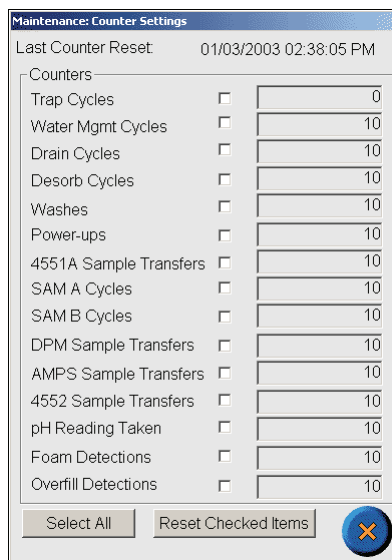 Maintenance: Counter Settings
Last Counter Reset: 01/03/2003 02:38:05 PM
Counters
Trap Cycles 0
Water Mgmt Cycles 10
Drain Cycles 10
Desorb Cycles 10
Washes 10
Power-ups 10
4551A Sample Transfers 10
SAM A Cycles 10
SAM B Cycles 10
DPM Sample Transfers 10
AMPS Sample Transfers 10
4552 Sample Transfers 10
pH Reading Taken 10
Foam Detections 10
Overfill Detections 10
Select All Reset Checked Items